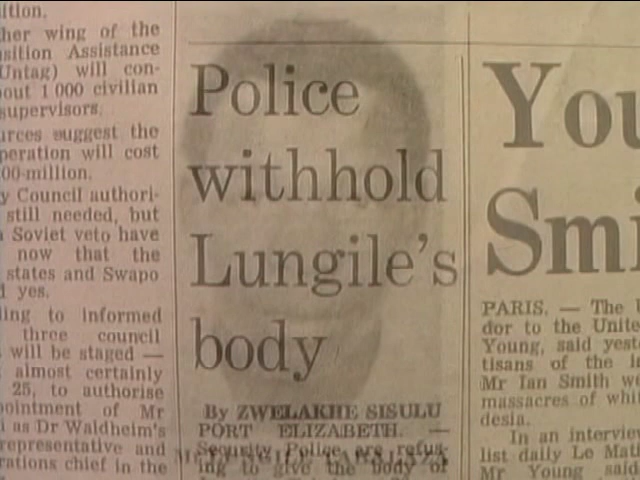 ition.
her wing of the
sition Assistance
Untag) will con-
out 1 000 civilian
supervisors.
urces suggest the
peration will cost
00-million.
y Council authori-
still needed, but
a Soviet veto have
now that the
states and Swapo
d yes.
ling to informed
three council
will be staged —
almost certainly
25, to authorise
pointment of Mr
i as Dr Waldheim's
representative and
rations chief in the
Police
withhold
Lungile's
body
By ZWELAKHE SISULU
PORT ELIZABETH. —
Security Police are refus-
ing to give the body of
You
Smi
PARIS. — The U
dor to the Unite
Young, said yest
tisans of the in
Mr Ian Smith we
massacres of whit
desia.
In an interview
list daily Le Mati
Mr Young said